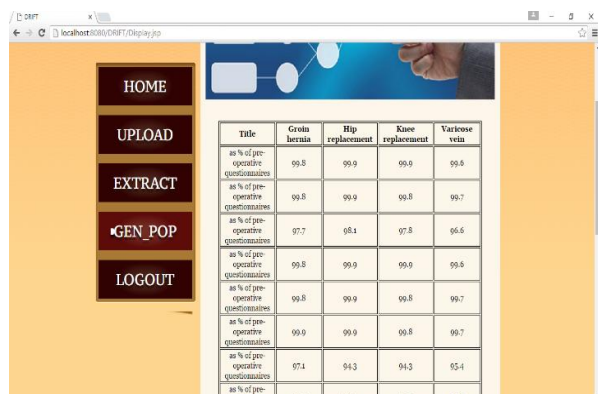 DRIFT
localhost:8080/DRIFT/Display.jsp
HOME
UPLOAD
EXTRACT
GEN_POP
LOGOUT
Title Groin hernia Hip replacement Knee replacement Varicose vein
as % of pre-operative questionnaires 99.8 99.9 99.9 99.6
as % of pre-operative questionnaires 99.8 99.9 99.8 99.7
as % of pre-operative questionnaires 97.7 98.1 97.8 96.6
as % of pre-operative questionnaires 99.8 99.9 99.9 99.6
as % of pre-operative questionnaires 99.8 99.9 99.8 99.7
as % of pre-operative questionnaires 99.9 99.9 99.8 99.7
as % of pre-operative questionnaires 97.1 94.3 94.3 95.4
as % of pre-